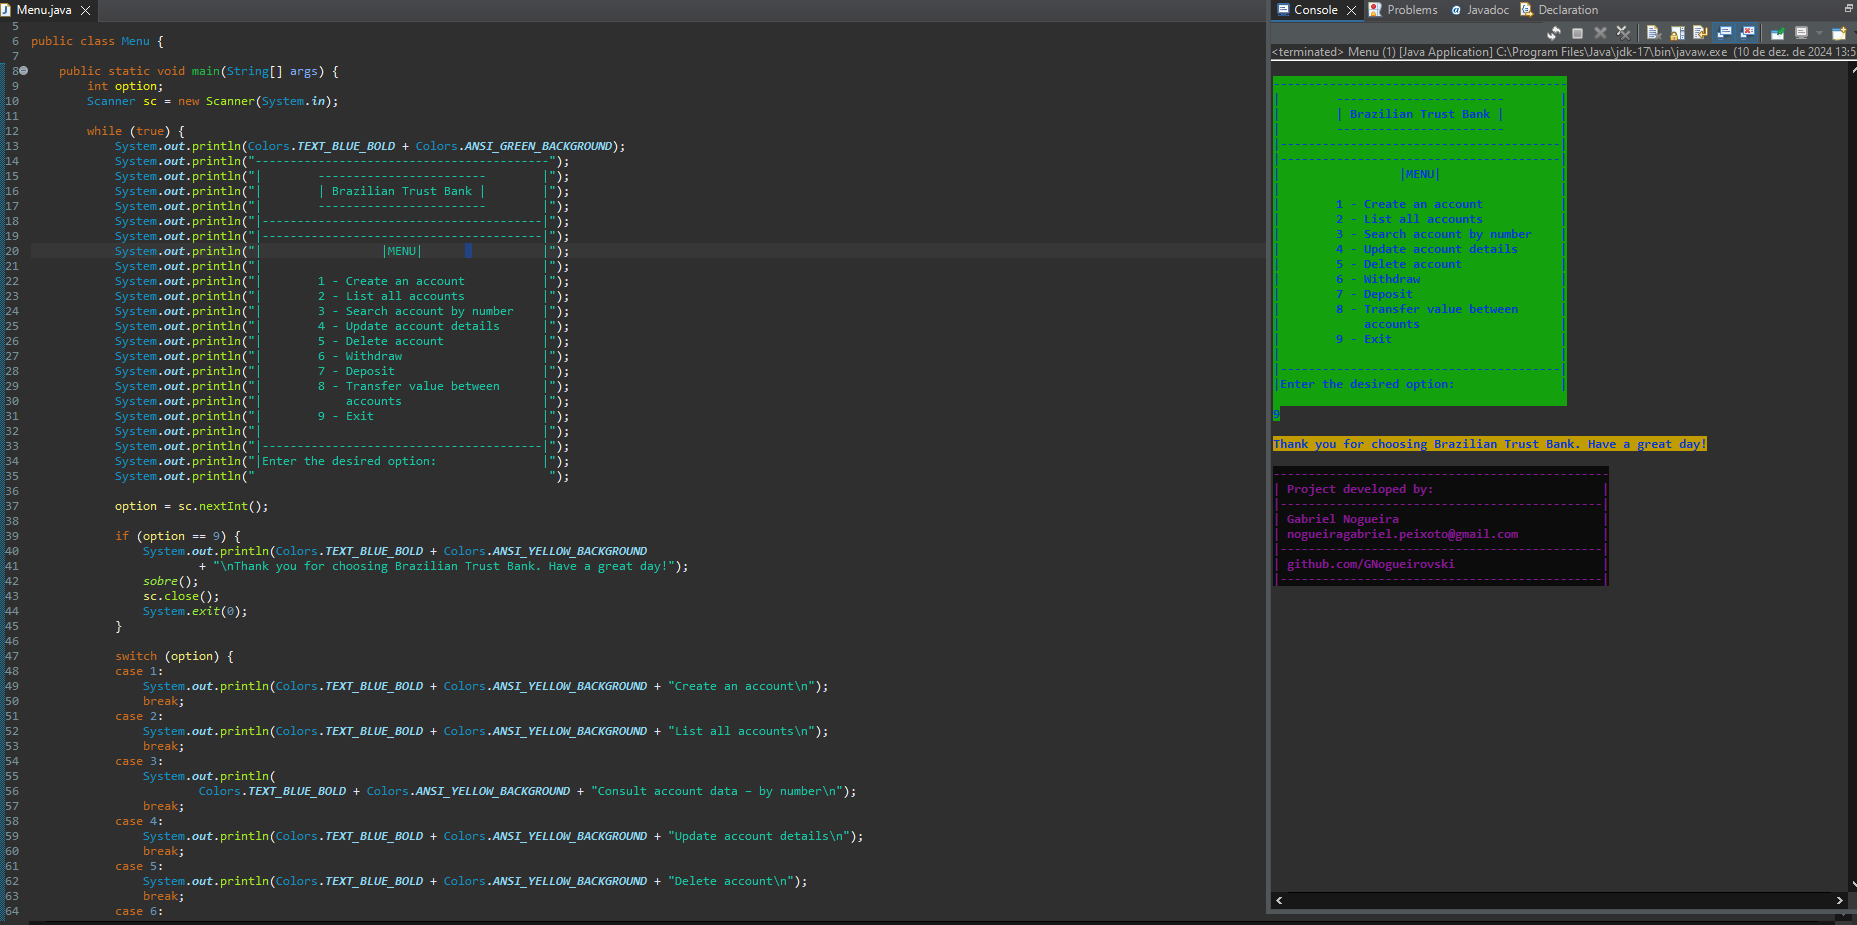 Menu.java
5
6 public class Menu {
7
8 public static void main(String[] args) {
9 int option;
10 Scanner sc = new Scanner(System.in);
11
12 while (true) {
13 System.out.println(Colors.TEXT_BLUE_BOLD + Colors.ANSI_GREEN_BACKGROUND);
14 System.out.println("-----------------------------------------");
15 System.out.println("|        ------------------------        |");
16 System.out.println("|        | Brazilian Trust Bank |        |");
17 System.out.println("|        ------------------------        |");
18 System.out.println("|----------------------------------------|");
19 System.out.println("|----------------------------------------|");
20 System.out.println("|                 |MENU|                 |");
21 System.out.println("|                                        |");
22 System.out.println("|        1 - Create an account           |");
23 System.out.println("|        2 - List all accounts           |");
24 System.out.println("|        3 - Search account by number    |");
25 System.out.println("|        4 - Update account details      |");
26 System.out.println("|        5 - Delete account              |");
27 System.out.println("|        6 - Withdraw                    |");
28 System.out.println("|        7 - Deposit                     |");
29 System.out.println("|        8 - Transfer value between      |");
30 System.out.println("|            accounts                    |");
31 System.out.println("|        9 - Exit                        |");
32 System.out.println("|                                        |");
33 System.out.println("|----------------------------------------|");
34 System.out.println("|Enter the desired option:               |");
35 System.out.println("                                          ");
36
37 option = sc.nextInt();
38
39 if (option == 9) {
40 System.out.println(Colors.TEXT_BLUE_BOLD + Colors.ANSI_YELLOW_BACKGROUND
41 + "\nThank you for choosing Brazilian Trust Bank. Have a great day!");
42 sobre();
43 sc.close();
44 System.exit(0);
45 }
46
47 switch (option) {
48 case 1:
49 System.out.println(Colors.TEXT_BLUE_BOLD + Colors.ANSI_YELLOW_BACKGROUND + "Create an account\n");
50 break;
51 case 2:
52 System.out.println(Colors.TEXT_BLUE_BOLD + Colors.ANSI_YELLOW_BACKGROUND + "List all accounts\n");
53 break;
54 case 3:
55 System.out.println(
56 Colors.TEXT_BLUE_BOLD + Colors.ANSI_YELLOW_BACKGROUND + "Consult account data – by number\n");
57 break;
58 case 4:
59 System.out.println(Colors.TEXT_BLUE_BOLD + Colors.ANSI_YELLOW_BACKGROUND + "Update account details\n");
60 break;
61 case 5:
62 System.out.println(Colors.TEXT_BLUE_BOLD + Colors.ANSI_YELLOW_BACKGROUND + "Delete account\n");
63 break;
64 case 6:
Console Problems Javadoc Declaration
<terminated> Menu (1) [Java Application] C:\Program Files\Java\jdk-17\bin\javaw.exe (10 de dez. de 2024 13:5
-----------------------------------------
|        ------------------------        |
|        | Brazilian Trust Bank |        |
|        ------------------------        |
|----------------------------------------|
|----------------------------------------|
|                 |MENU|                 |
|                                        |
|        1 - Create an account           |
|        2 - List all accounts           |
|        3 - Search account by number    |
|        4 - Update account details      |
|        5 - Delete account              |
|        6 - Withdraw                    |
|        7 - Deposit                     |
|        8 - Transfer value between      |
|            accounts                    |
|        9 - Exit                        |
|                                        |
|----------------------------------------|
|Enter the desired option:               |
9
Thank you for choosing Brazilian Trust Bank. Have a great day!
------------------------------------------------
| Project developed by:                        |
|----------------------------------------------|
| Gabriel Nogueira                             |
| nogueiragabriel.peixoto@gmail.com            |
|----------------------------------------------|
| github.com/GNogueirovski                     |
|----------------------------------------------|